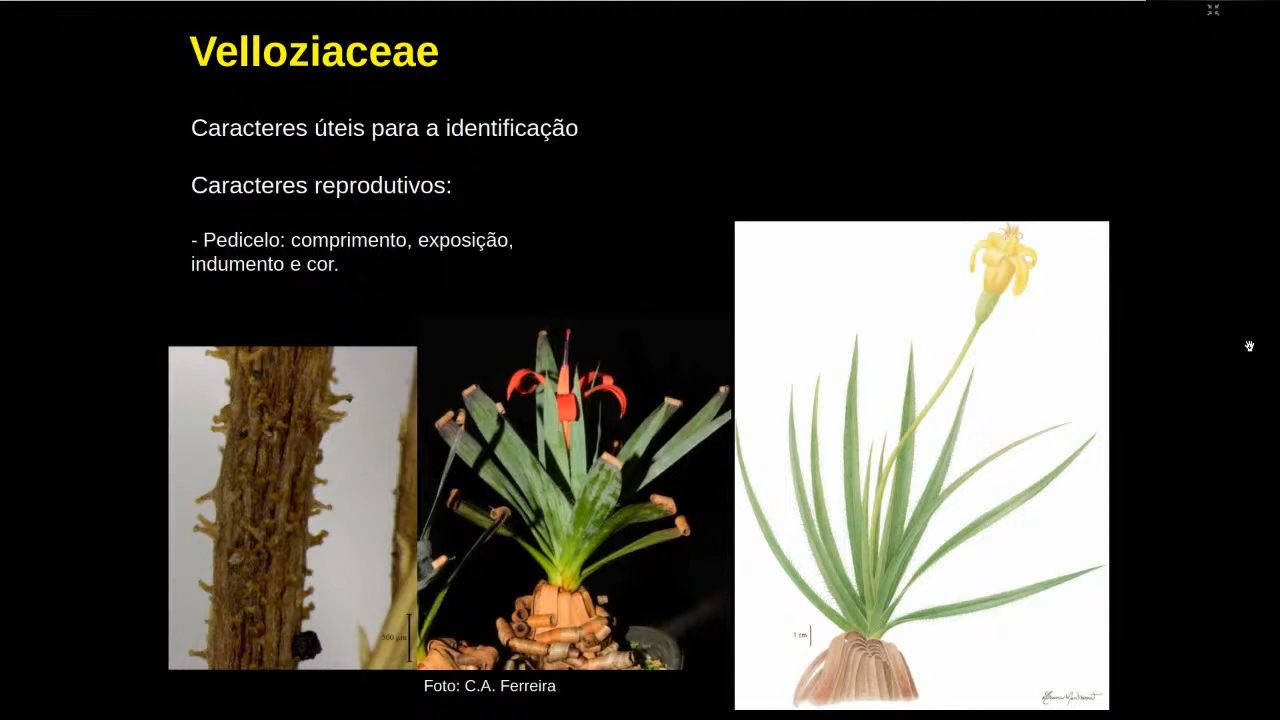 Velloziaceae
Caracteres úteis para a identificação
Caracteres reprodutivos:
- Pedicelo: comprimento, exposição,
indumento e cor.
500 µm
1 cm
Foto: C.A. Ferreira